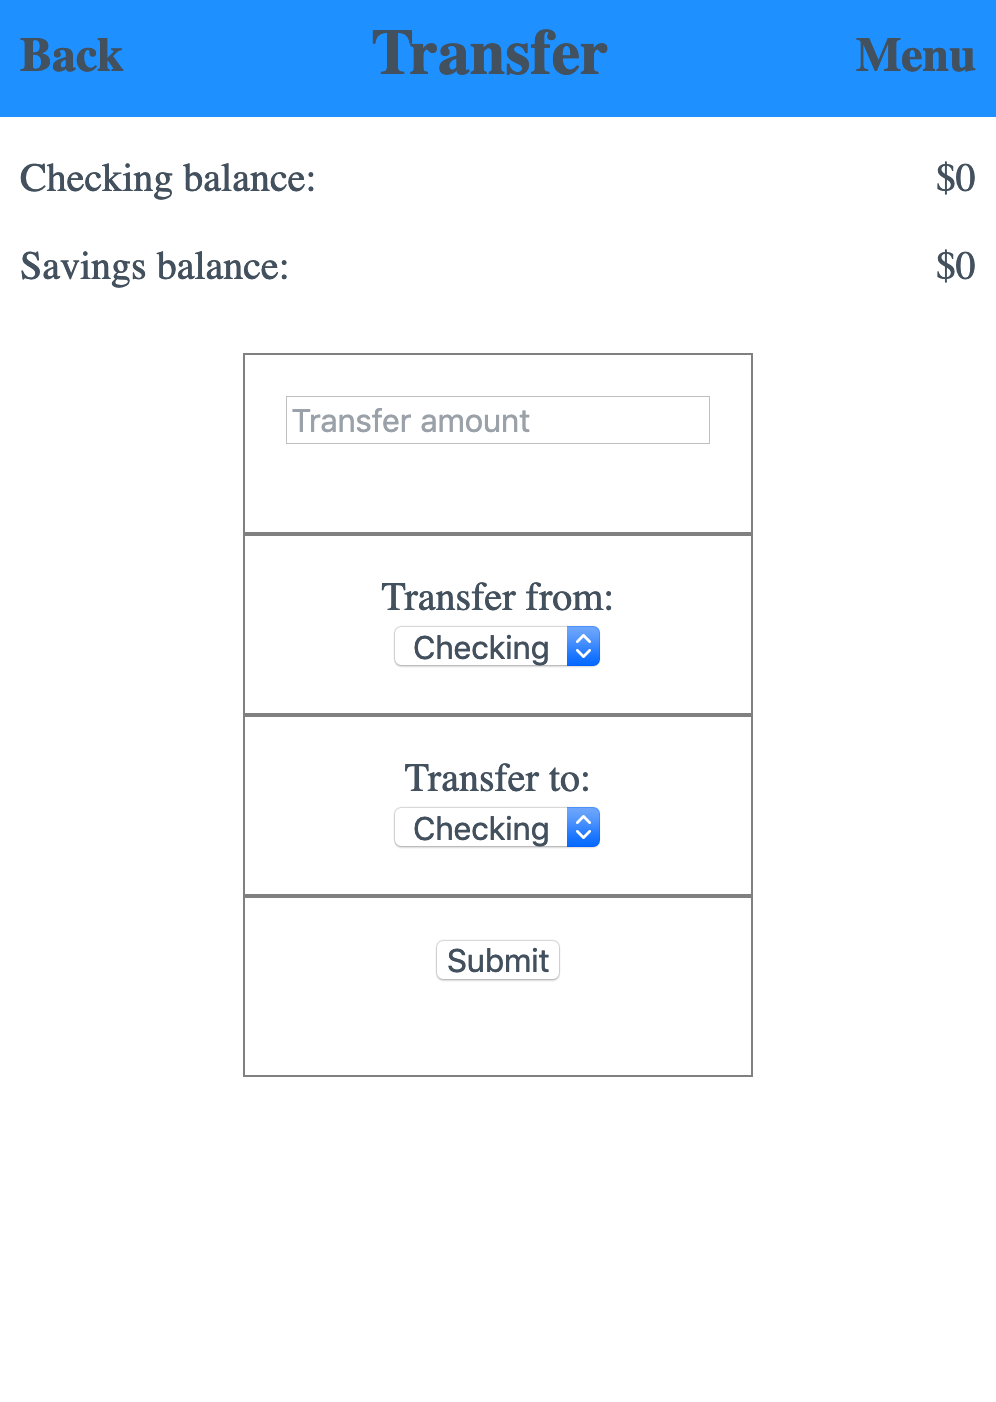 Back Transfer Menu
Checking balance: $0
Savings balance: $0
Transfer amount
Transfer from:
Checking
Transfer to:
Checking
Submit